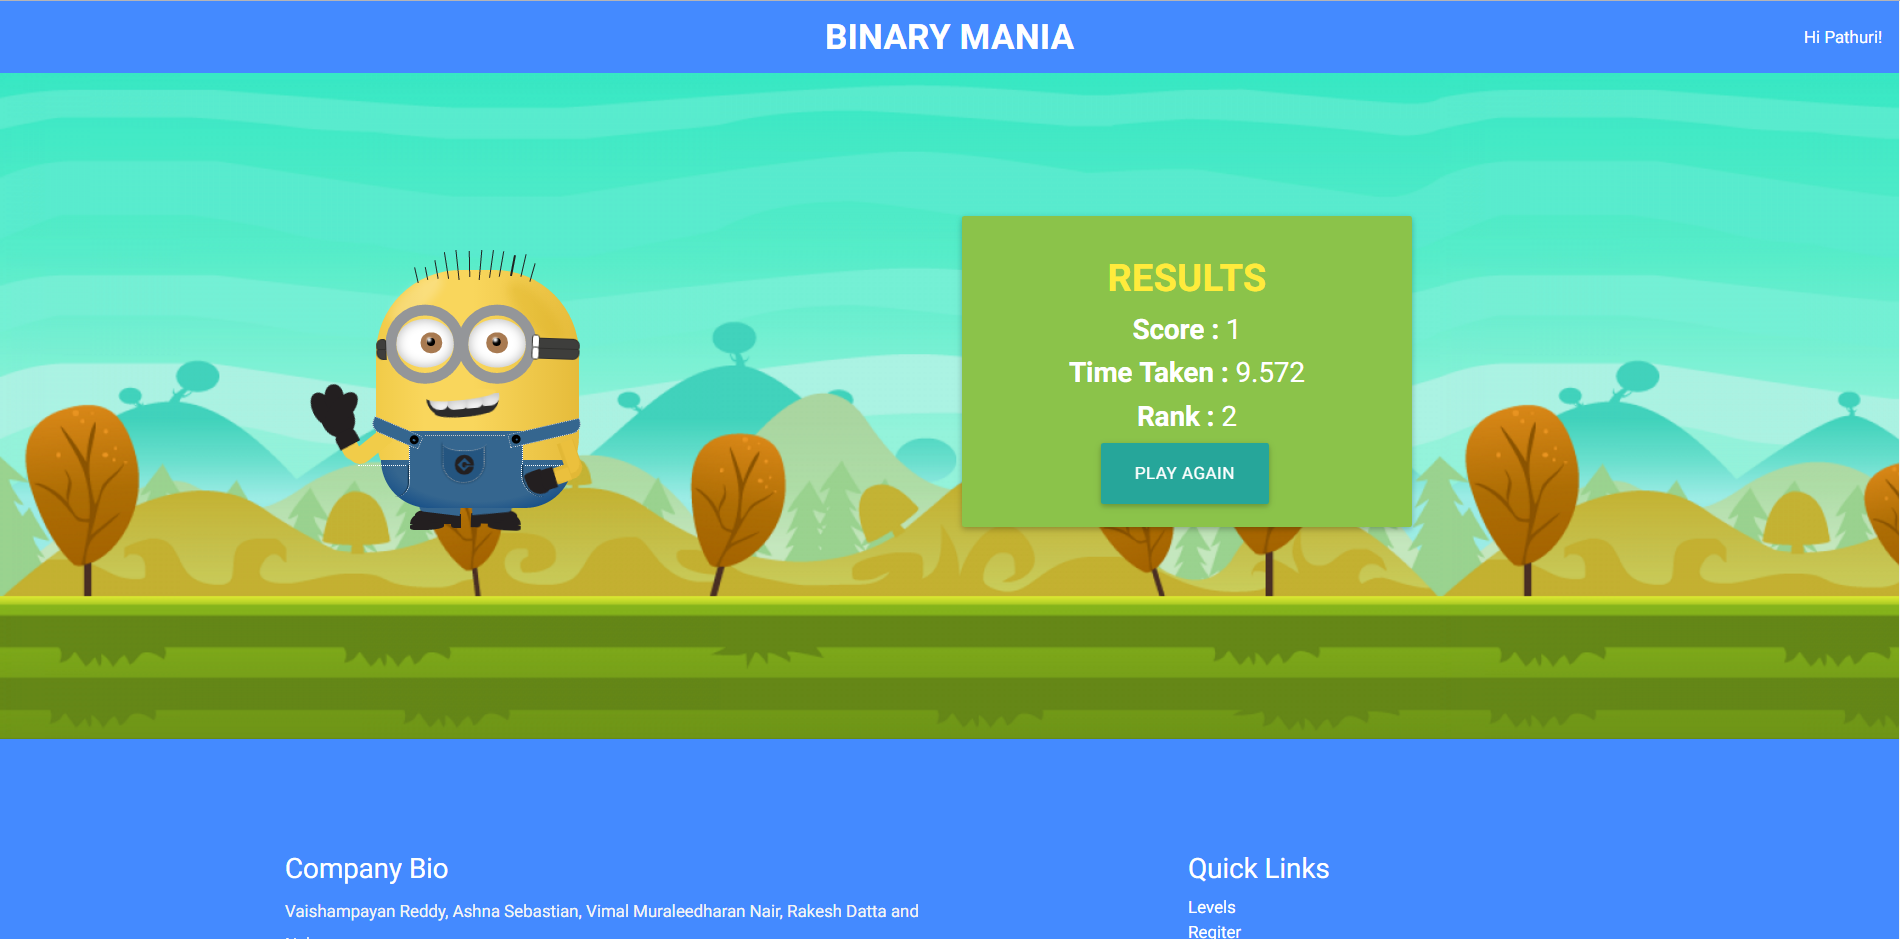 BINARY MANIA
Hi Pathuri!
RESULTS
Score : 1
Time Taken : 9.572
Rank : 2
PLAY AGAIN
Company Bio
Vaishampayan Reddy, Ashna Sebastian, Vimal Muraleedharan Nair, Rakesh Datta and
Quick Links
Levels
Regiter